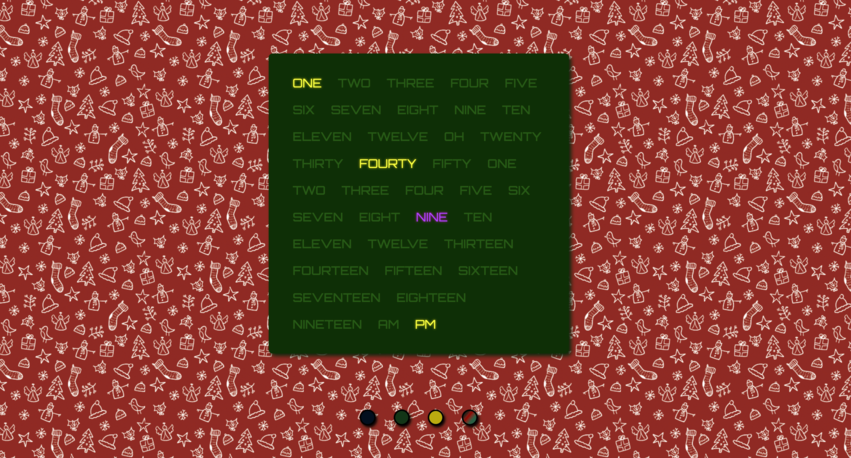 ONE TWO THREE FOUR FIVE
SIX SEVEN EIGHT NINE TEN
ELEVEN TWELVE OH TWENTY
THIRTY FOURTY FIFTY ONE
TWO THREE FOUR FIVE SIX
SEVEN EIGHT NINE TEN
ELEVEN TWELVE THIRTEEN
FOURTEEN FIFTEEN SIXTEEN
SEVENTEEN EIGHTEEN
NINETEEN AM PM